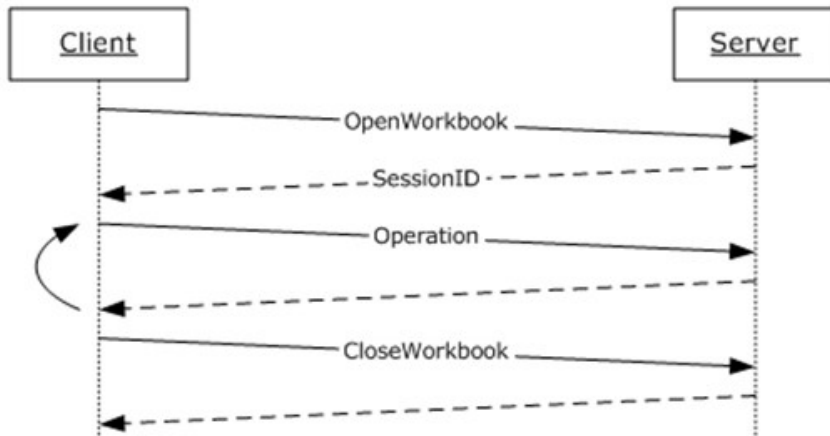 Client
Server
OpenWorkbook
SessionID
Operation
CloseWorkbook